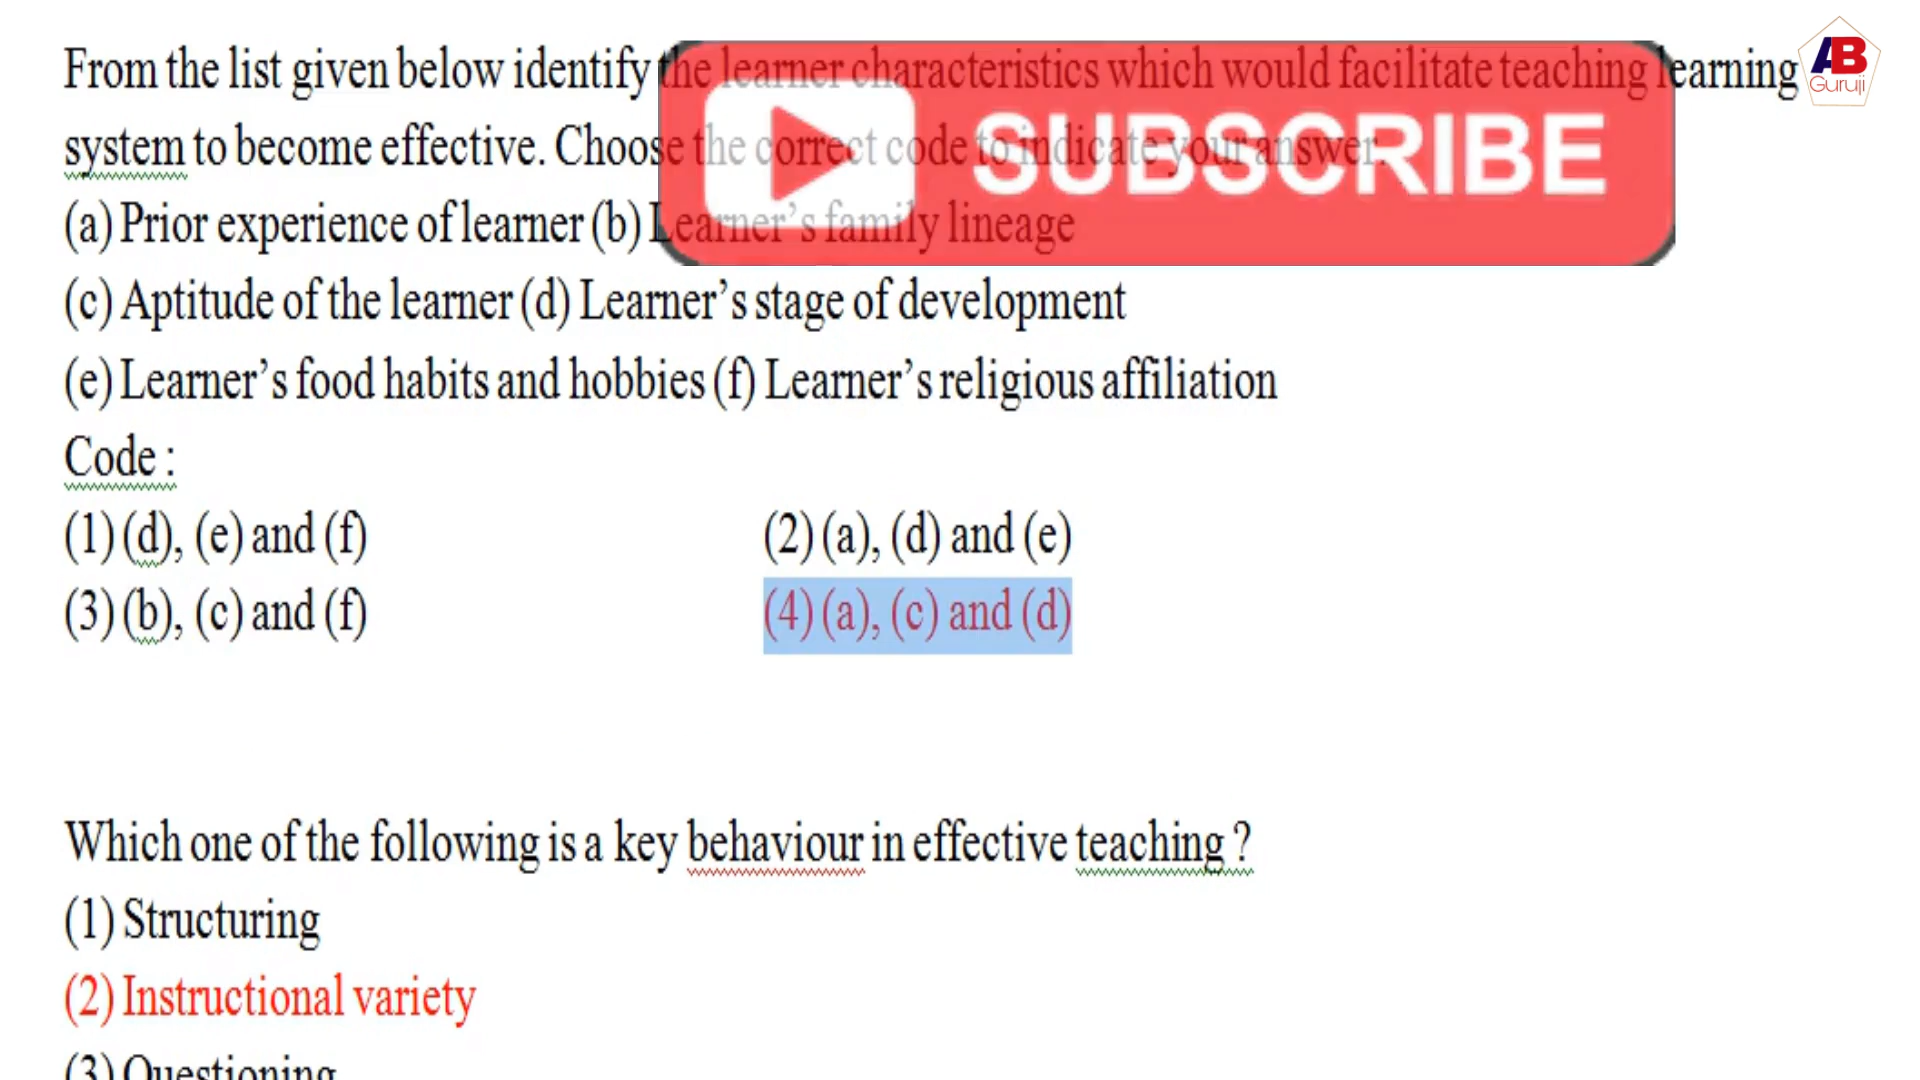 From the list given below identify the learner characteristics which would facilitate teaching learning
system to become effective. Choose the correct code to indicate your answer.
(a) Prior experience of learner (b) Learner's family lineage
(c) Aptitude of the learner (d) Learner's stage of development
(e) Learner's food habits and hobbies (f) Learner's religious affiliation
Code :
(1) (d), (e) and (f) (2) (a), (d) and (e)
(3) (b), (c) and (f) (4) (a), (c) and (d)
Which one of the following is a key behaviour in effective teaching ?
(1) Structuring
(2) Instructional variety
(3) Questioning
SUBSCRIBE
AB
Guruji